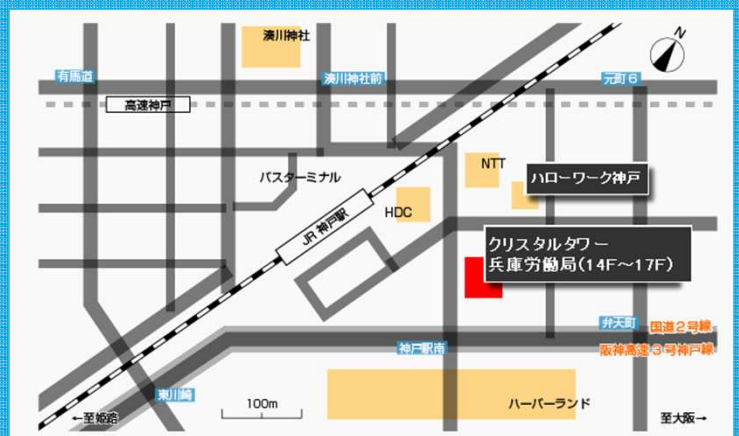 湊川神社
N
有馬道
湊川神社前
元町6
高速神戸
バスターミナル
NTT
ハローワーク神戸
JR 神戸駅
HDC
クリスタルタワー
兵庫労働局(14F～17F)
弁天町
国道2号線
神戸駅南
阪神高速3号神戸線
東川崎
100m
ハーバーランド
←至姫路
至大阪→